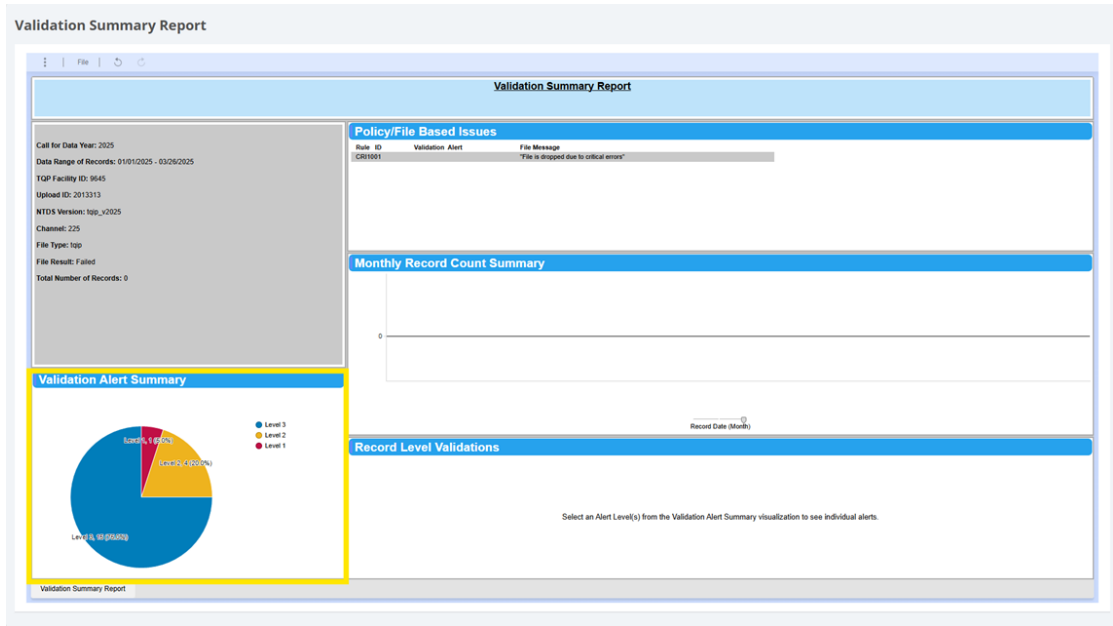 Validation Summary Report
File
Validation Summary Report
Call for Data Year: 2025
Data Range of Records: 01/01/2025 - 03/26/2025
TQP Facility ID: 9645
Upload ID: 2013313
NTDS Version: tqip_v2025
Channel: 225
File Type: tqip
File Result: Failed
Total Number of Records: 0
Policy/File Based Issues
Rule ID Validation Alert File Message
CRI1001 "File is dropped due to critical errors"
Monthly Record Count Summary
0
Record Date (Month)
Validation Alert Summary
Level 3
Level 2
Level 1
1 (5.0%)
Level 2, 4 (20.0%)
Record Level Validations
Select an Alert Level(s) from the Validation Alert Summary visualization to see individual alerts.
Validation Summary Report